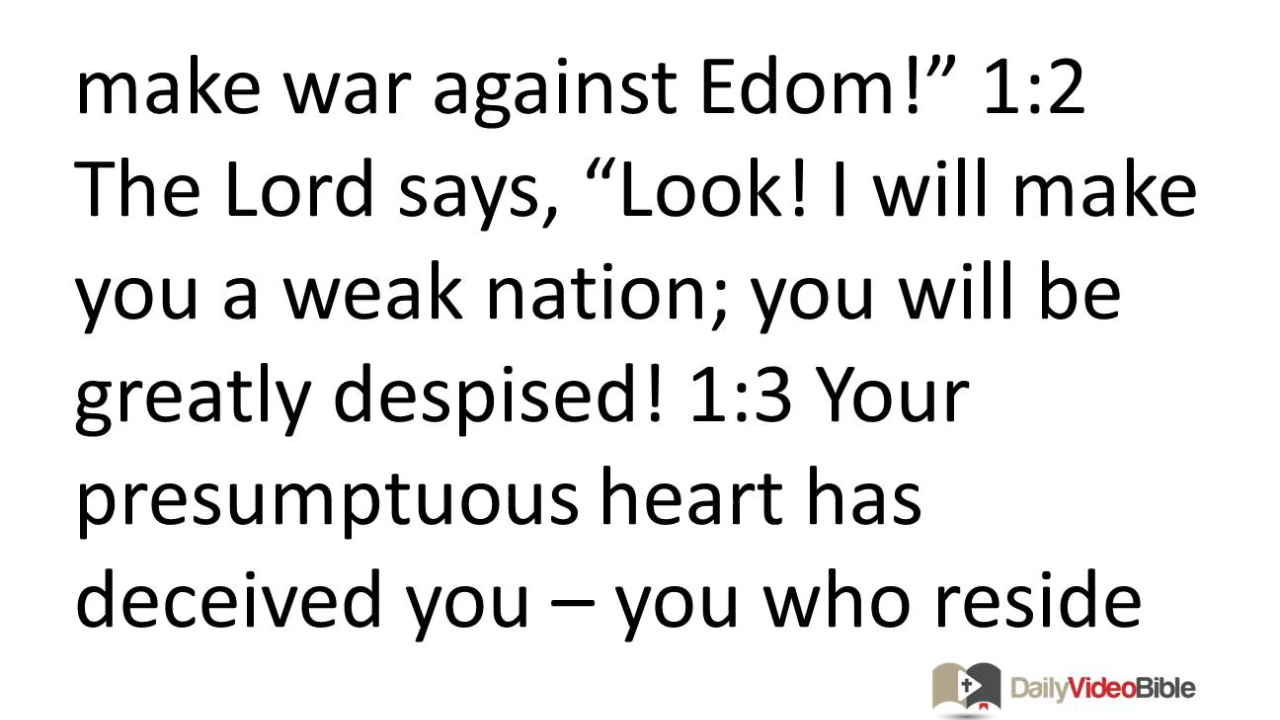 make war against Edom!” 1:2
The Lord says, “Look! I will make
you a weak nation; you will be
greatly despised! 1:3 Your
presumptuous heart has
deceived you – you who reside
DailyVideoBible